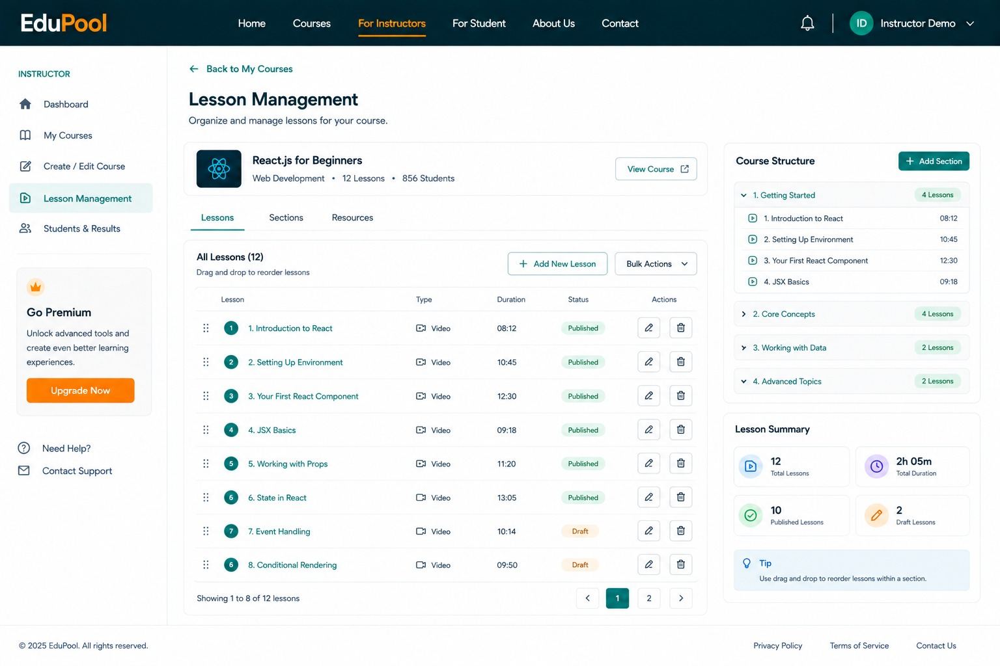 EduPool
Home
Courses
For Instructors
For Student
About Us
Contact
ID
Instructor Demo
INSTRUCTOR
Dashboard
My Courses
Create / Edit Course
Lesson Management
Students & Results
Go Premium
Unlock advanced tools and
create even better learning
experiences.
Upgrade Now
Need Help?
Contact Support
Back to My Courses
Lesson Management
Organize and manage lessons for your course.
React.js for Beginners
Web Development • 12 Lessons • 856 Students
View Course
Lessons
Sections
Resources
All Lessons (12)
Drag and drop to reorder lessons
Add New Lesson
Bulk Actions
Lesson Type Duration Status Actions
1 1. Introduction to React Video 08:12 Published
2 2. Setting Up Environment Video 10:45 Published
3 3. Your First React Component Video 12:30 Published
4 4. JSX Basics Video 09:18 Published
5 5. Working with Props Video 11:20 Published
6 6. State in React Video 13:05 Published
7 7. Event Handling Video 10:14 Draft
6 8. Conditional Rendering Video 09:50 Draft
Showing 1 to 8 of 12 lessons
1
2
Course Structure
Add Section
1. Getting Started 4 Lessons
1. Introduction to React 08:12
2. Setting Up Environment 10:45
3. Your First React Component 12:30
4. JSX Basics 09:18
2. Core Concepts 4 Lessons
3. Working with Data 2 Lessons
4. Advanced Topics 2 Lessons
Lesson Summary
12
Total Lessons
2h 05m
Total Duration
10
Published Lessons
2
Draft Lessons
Tip
Use drag and drop to reorder lessons within a section.
© 2025 EduPool. All rights reserved.
Privacy Policy
Terms of Service
Contact Us